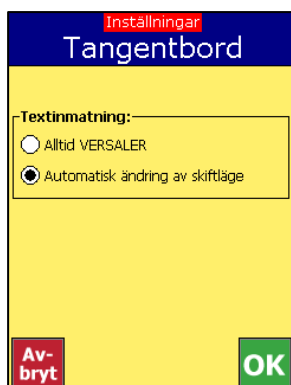 Inställningar
Tangentbord
Textinmatning:
Alltid VERSALER
Automatisk ändring av skiftläge
Av-
bryt
OK